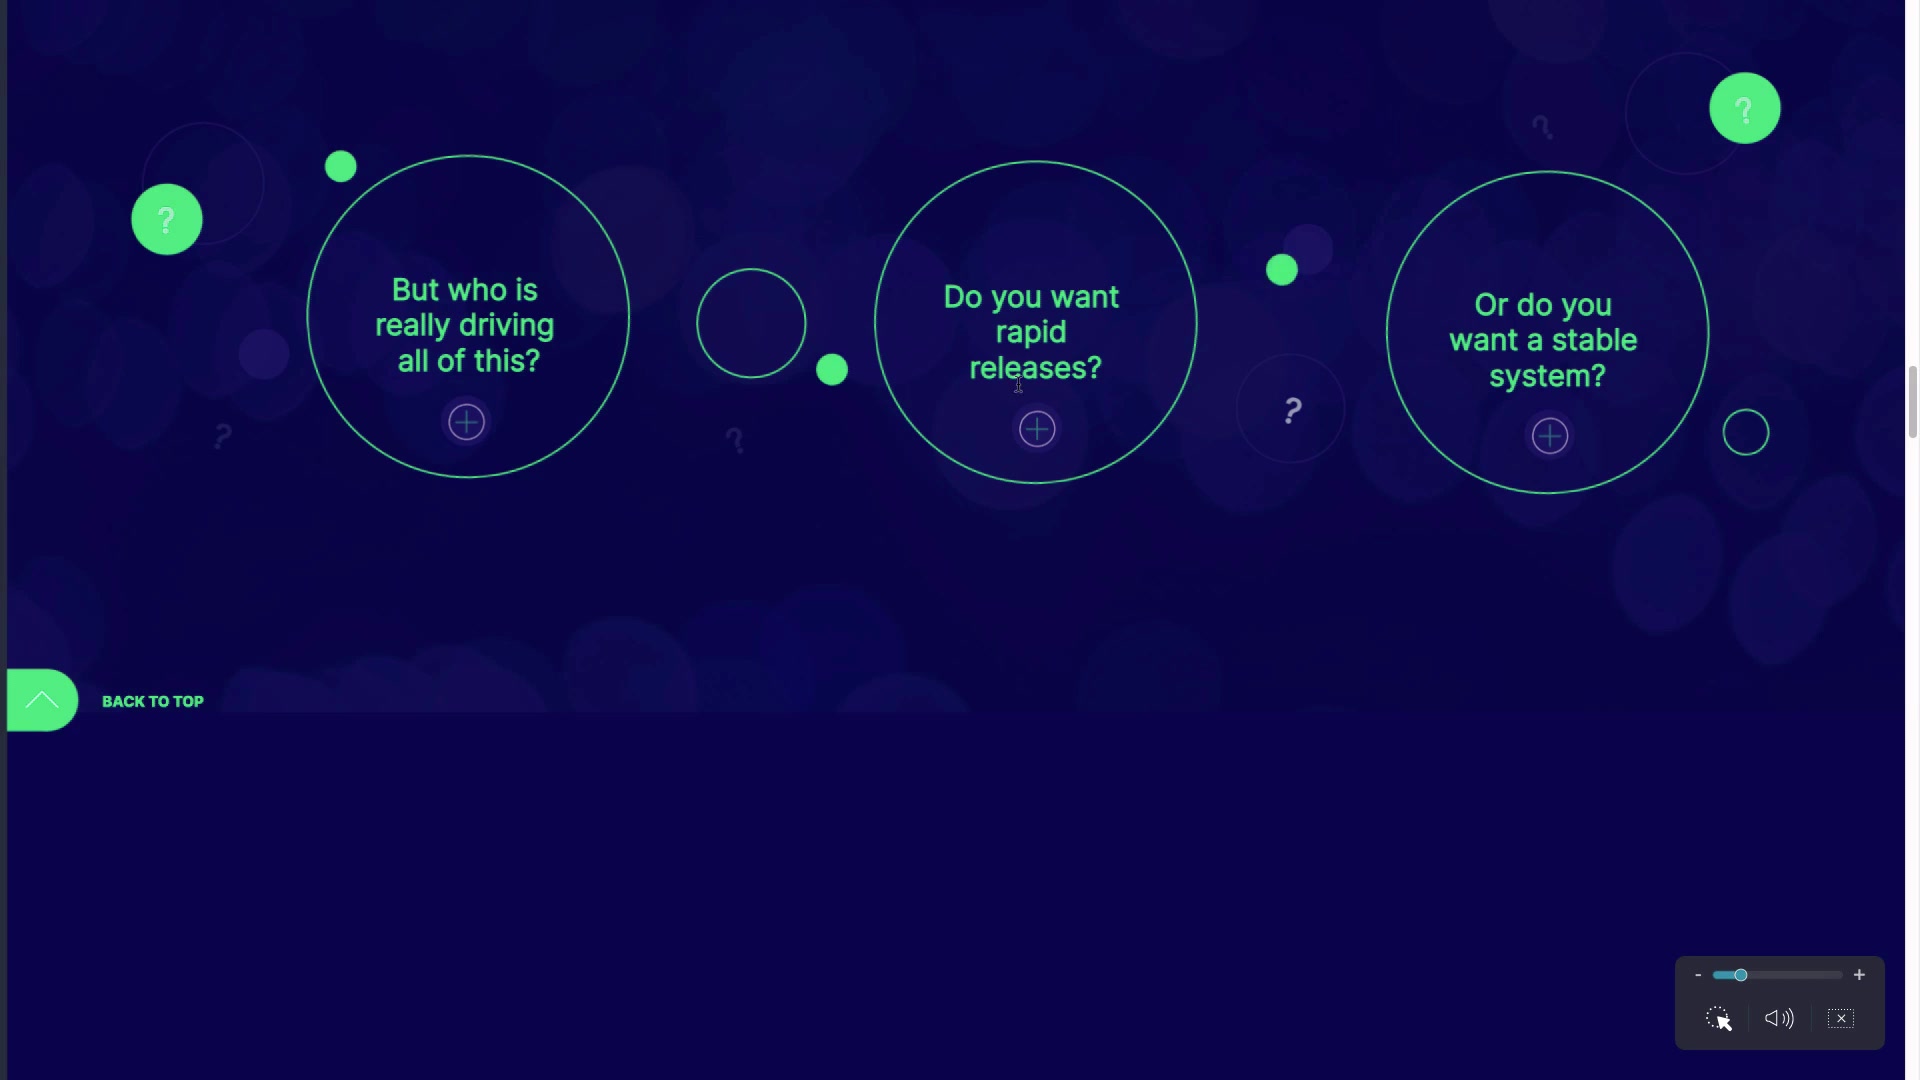 ?
?
But who is
really driving
all of this?
Do you want
rapid
releases?
Or do you
want a stable
system?
?
?
?
?
BACK TO TOP
-
+